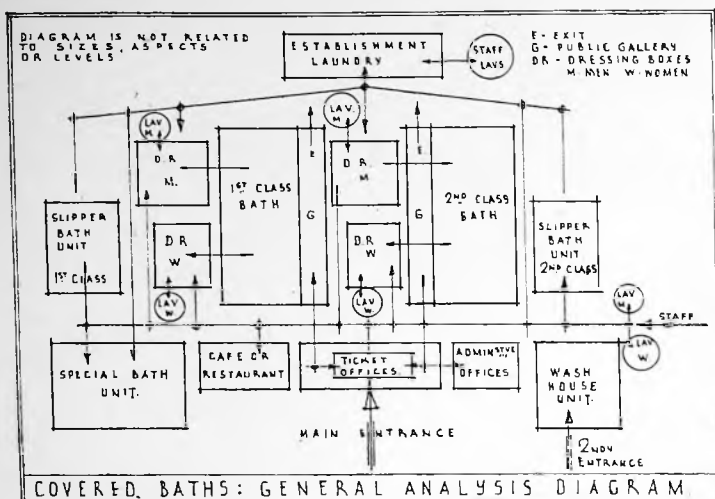 DIAGRAM IS NOT RELATED
TO SIZES, ASPECTS
OR LEVELS.
ESTABLISHMENT
LAUNDRY
STAFF
LAVS
E - EXIT
G - PUBLIC GALLERY
DR - DRESSING BOXES
M. MEN W. WOMEN
LAV.
M.
LAV.
M.
D.R
M.
1ST CLASS
BATH
E
G
D.R
M
2ND CLASS
BATH
E
G
SLIPPER
BATH
UNIT
1ST CLASS
D.R
W
D.R
W
SLIPPER
BATH
UNIT
2ND CLASS
LAV
W
LAV.
W.
LAV
M
STAFF
LAV
W
SPECIAL BATH
UNIT.
CAFE O'R
RESTAURANT
TICKET
OFFICES
ADMINSTVE
OFFICES
WASH
HOUSE
UNIT.
MAIN ENTRANCE
2NDY
ENTRANCE
COVERED. BATHS: GENERAL ANALYSIS DIAGRAM